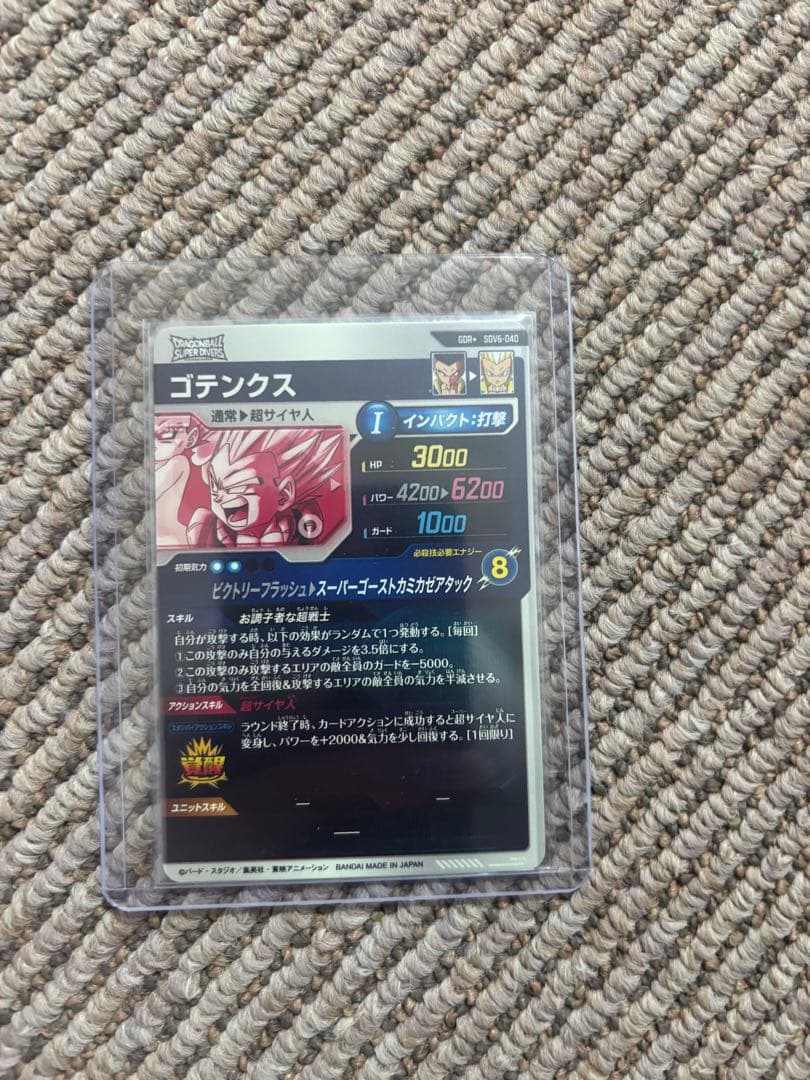 DRAGONBALL
SUPER DIVERS
GDR★ SDV6-040
ゴテンクス
通常▶超サイヤ人
I インパクト:打撃
HP 3000
パワー 4200▶6200
ガード 1000
初期気力
必殺技必要エナジー
8
ビクトリーフラッシュ▶スーパーゴーストカミカゼアタック
スキル お調子者な超戦士
自分が攻撃する時、以下の効果がランダムで1つ発動する。[毎回]
①この攻撃のみ自分の与えるダメージを3.5倍にする。
②この攻撃のみ攻撃するエリアの敵全員のガードを-5000。
③自分の気力を全回復&攻撃するエリアの敵全員の気力を半減させる。
アクションスキル 超サイヤ人
スタンバイアクションスキル
ラウンド終了時、カードアクションに成功すると超サイヤ人に
変身し、パワーを+2000&気力を少し回復する。[1回限り]
覚醒
ユニットスキル
©バード・スタジオ/集英社・東映アニメーション BANDAI MADE IN JAPAN